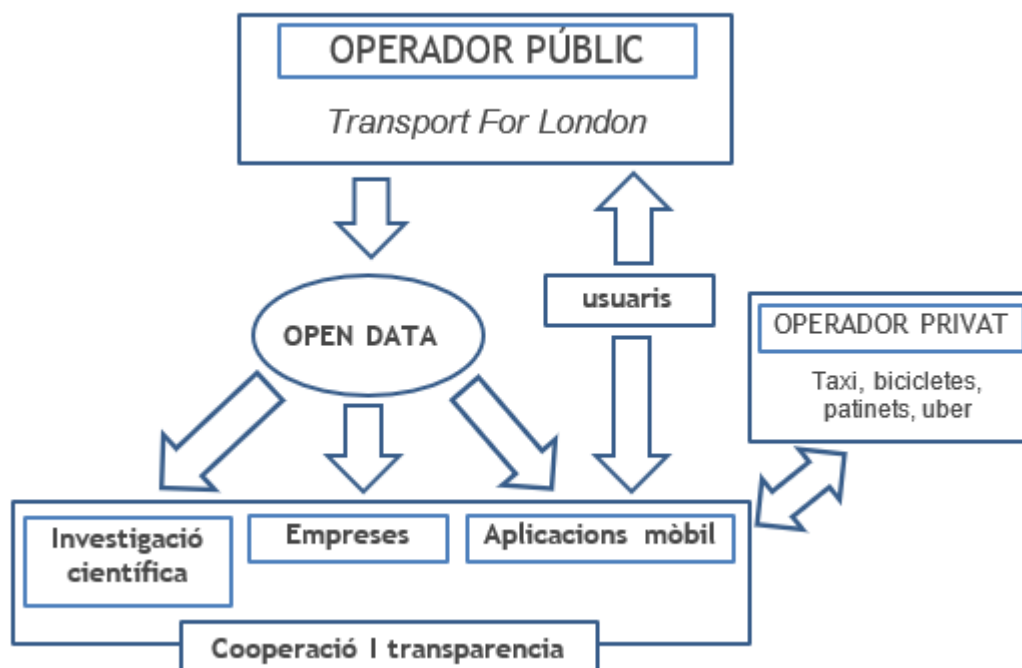 OPERADOR PÚBLIC
Transport For London
OPEN DATA
usuaris
OPERADOR PRIVAT
Taxi, bicicletes,
patinets, uber
Investigació
científica
Empreses
Aplicacions mòbil
Cooperació I transparencia